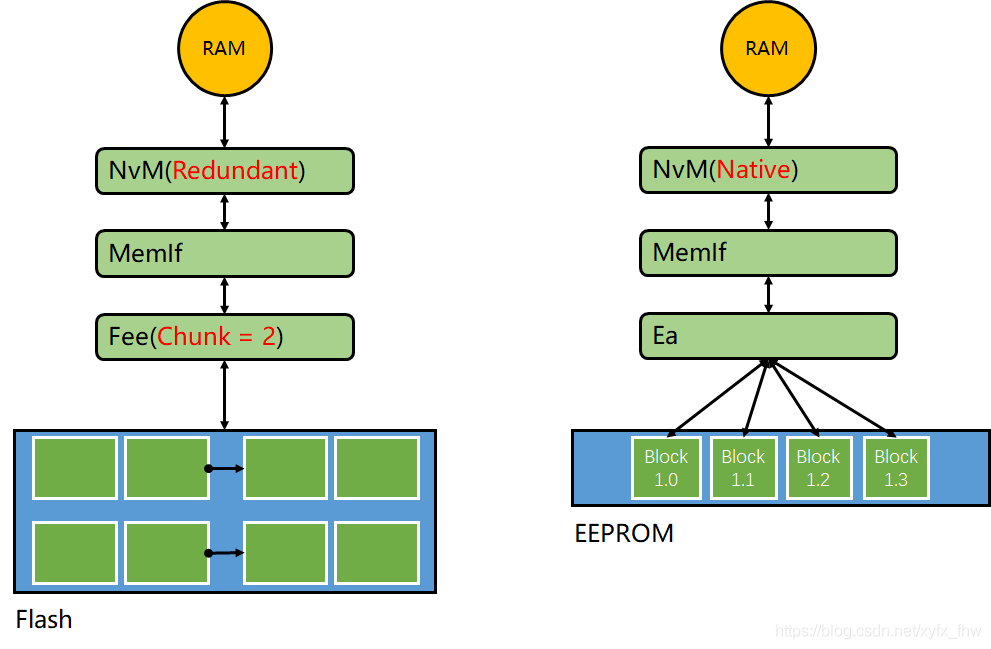 RAM
NvM(Redundant)
MemIf
Fee(Chunk = 2)
Flash
RAM
NvM(Native)
MemIf
Ea
Block
1.0
Block
1.1
Block
1.2
Block
1.3
EEPROM
https://blog.csdn.net/xyfx_fhw